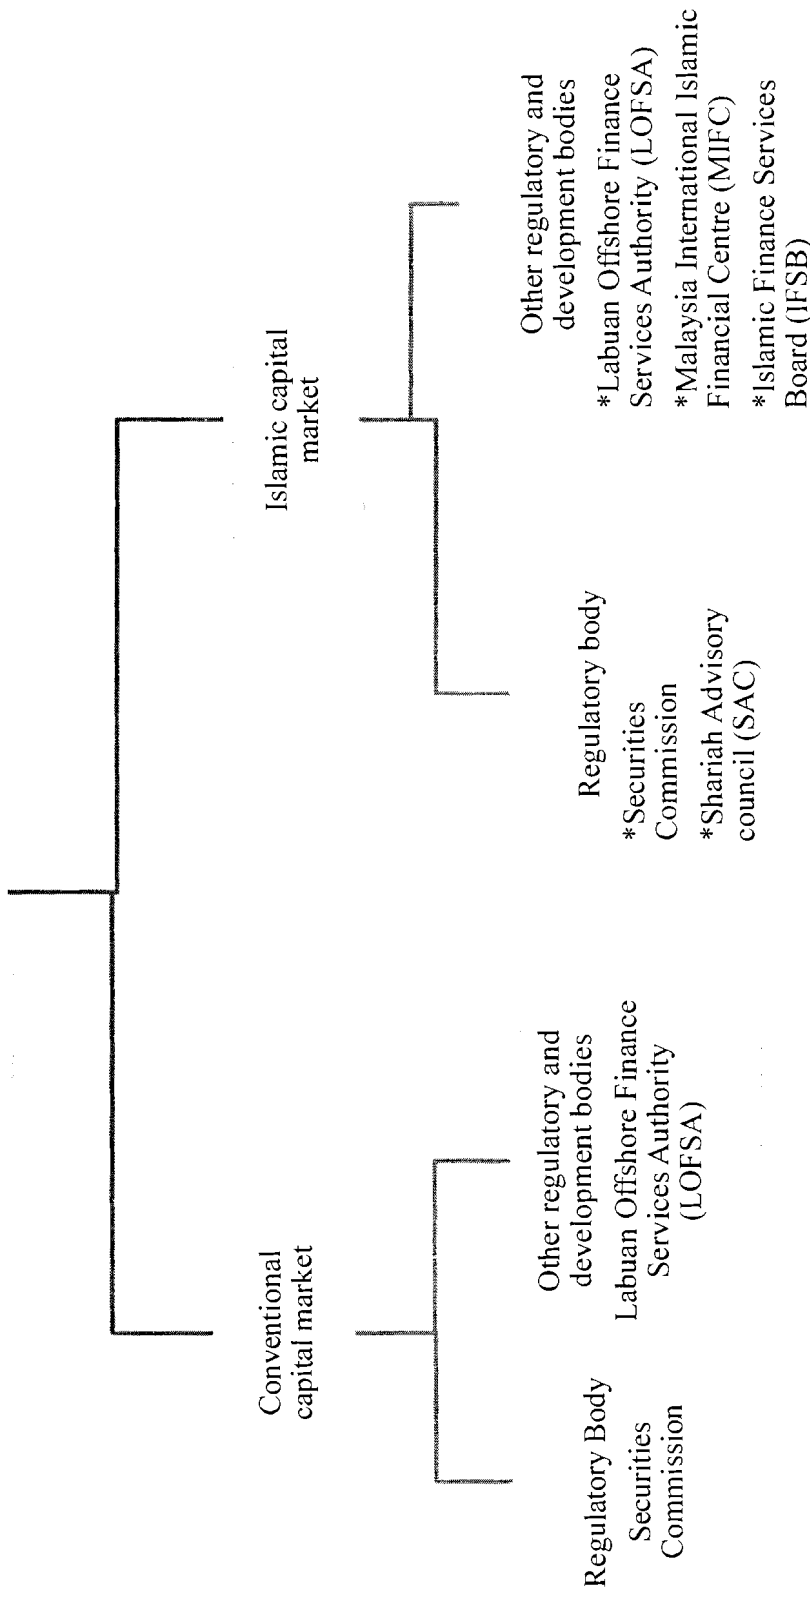 Conventional
capital market
Islamic capital
market
Regulatory Body
Securities
Commission
Other regulatory and
development bodies
Labuan Offshore Finance
Services Authority
(LOFSA)
Regulatory body
*Securities
Commission
*Shariah Advisory
council (SAC)
Other regulatory and
development bodies
*Labuan Offshore Finance
Services Authority (LOFSA)
*Malaysia International Islamic
Financial Centre (MIFC)
*Islamic Finance Services
Board (IFSB)